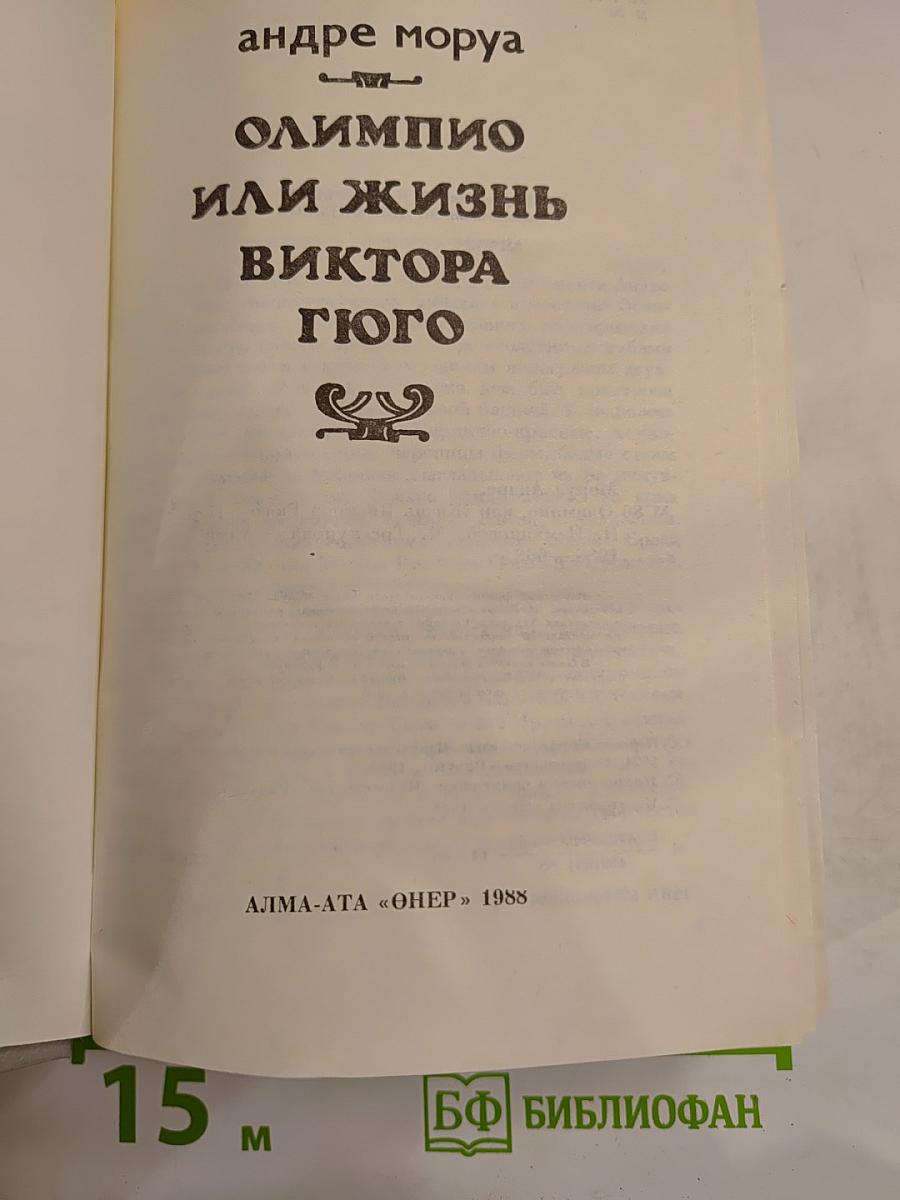 андре моруа
ОЛИМПИО
ИЛИ ЖИЗНЬ
ВИКТОРА
ГЮГО
АЛМА-АТА «ӨНЕР» 1988
15 м
БФ БИБЛИОФАН